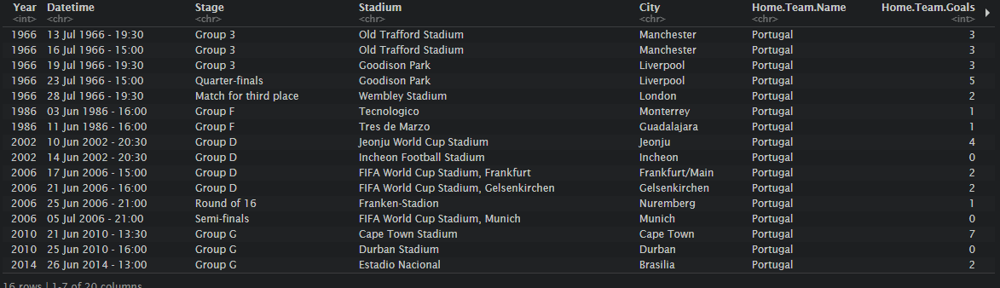 Year Datetime Stage Stadium City Home.Team.Name Home.Team.Goals
<int> <chr> <chr> <chr> <chr> <chr> <int>
1966 13 Jul 1966 - 19:30 Group 3 Old Trafford Stadium Manchester Portugal 3
1966 16 Jul 1966 - 15:00 Group 3 Old Trafford Stadium Manchester Portugal 3
1966 19 Jul 1966 - 19:30 Group 3 Goodison Park Liverpool Portugal 3
1966 23 Jul 1966 - 15:00 Quarter-finals Goodison Park Liverpool Portugal 5
1966 28 Jul 1966 - 19:30 Match for third place Wembley Stadium London Portugal 2
1986 03 Jun 1986 - 16:00 Group F Tecnologico Monterrey Portugal 1
1986 11 Jun 1986 - 16:00 Group F Tres de Marzo Guadalajara Portugal 1
2002 10 Jun 2002 - 20:30 Group D Jeonju World Cup Stadium Jeonju Portugal 4
2002 14 Jun 2002 - 20:30 Group D Incheon Football Stadium Incheon Portugal 0
2006 17 Jun 2006 - 15:00 Group D FIFA World Cup Stadium, Frankfurt Frankfurt/Main Portugal 2
2006 21 Jun 2006 - 16:00 Group D FIFA World Cup Stadium, Gelsenkirchen Gelsenkirchen Portugal 2
2006 25 Jun 2006 - 21:00 Round of 16 Franken-Stadion Nuremberg Portugal 1
2006 05 Jul 2006 - 21:00 Semi-finals FIFA World Cup Stadium, Munich Munich Portugal 0
2010 21 Jun 2010 - 13:30 Group G Cape Town Stadium Cape Town Portugal 7
2010 25 Jun 2010 - 16:00 Group G Durban Stadium Durban Portugal 0
2014 26 Jun 2014 - 13:00 Group G Estadio Nacional Brasilia Portugal 2
16 rows | 1-7 of 20 columns